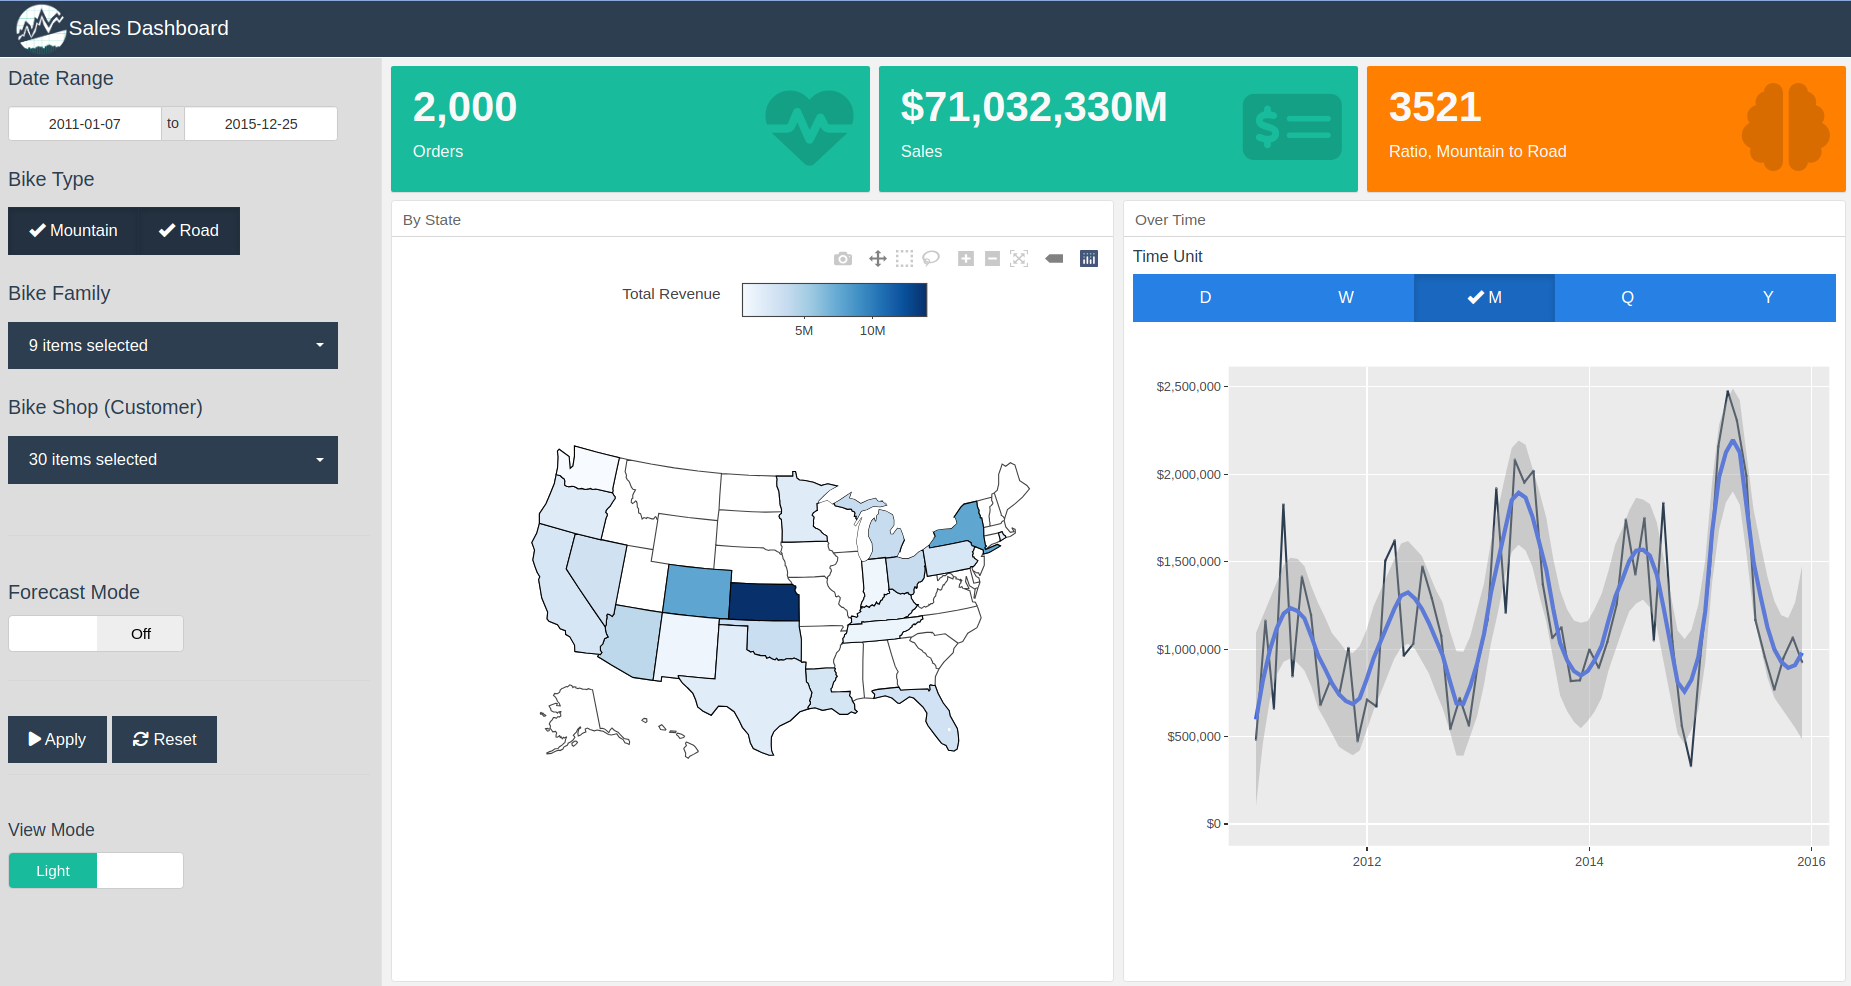 Sales Dashboard
Date Range
2011-01-07 to 2015-12-25
Bike Type
Mountain Road
Bike Family
9 items selected
Bike Shop (Customer)
30 items selected
Forecast Mode
Off
Apply Reset
View Mode
Light
2,000
Orders
$71,032,330M
Sales
3521
Ratio, Mountain to Road
By State
Total Revenue
5M 10M
Over Time
Time Unit
D W M Q Y
$2,500,000
$2,000,000
$1,500,000
$1,000,000
$500,000
$0
2012 2014 2016